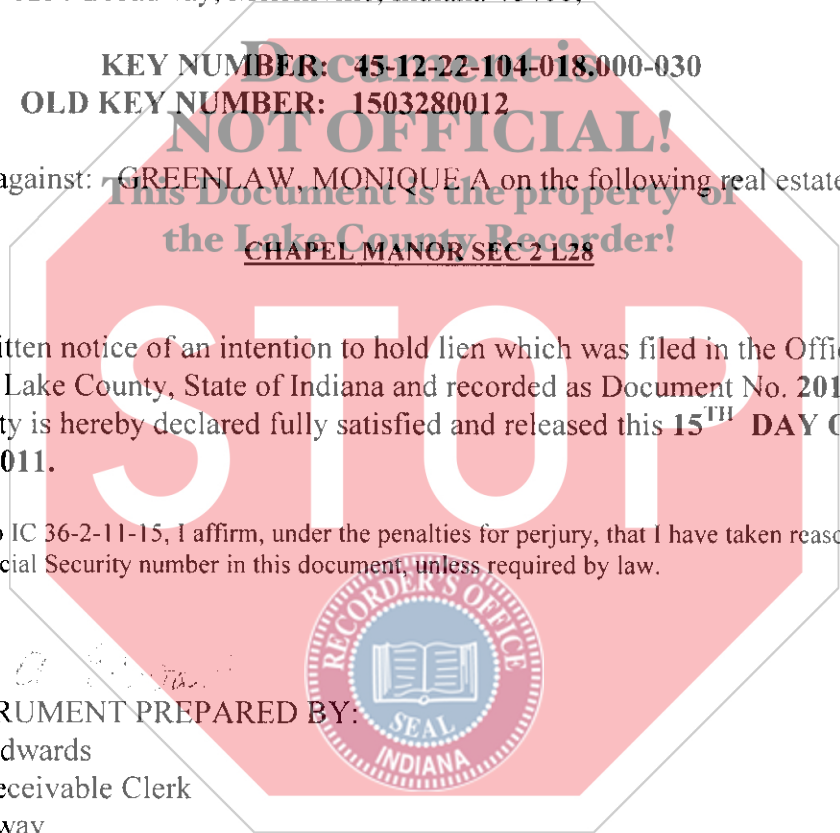 KEY NUMBER: 45-12-22-104-018.000-030
OLD KEY NUMBER: 1503280012
Document is
NOT OFFICIAL!
This Document is the property of
the Lake County Recorder!
against: GREENLAW, MONIQUE A on the following real estate
CHAPEL MANOR SEC 2 L28
STOP
itten notice of an intention to hold lien which was filed in the Offi
Lake County, State of Indiana and recorded as Document No. 201
ty is hereby declared fully satisfied and released this 15TH DAY
011.
IC 36-2-11-15, I affirm, under the penalties for perjury, that I have taken reaso
cial Security number in this document, unless required by law.
RECORDER'S OFFICE
SEAL
INDIANA
RUMENT PREPARED BY:
dwards
eceivable Clerk
way